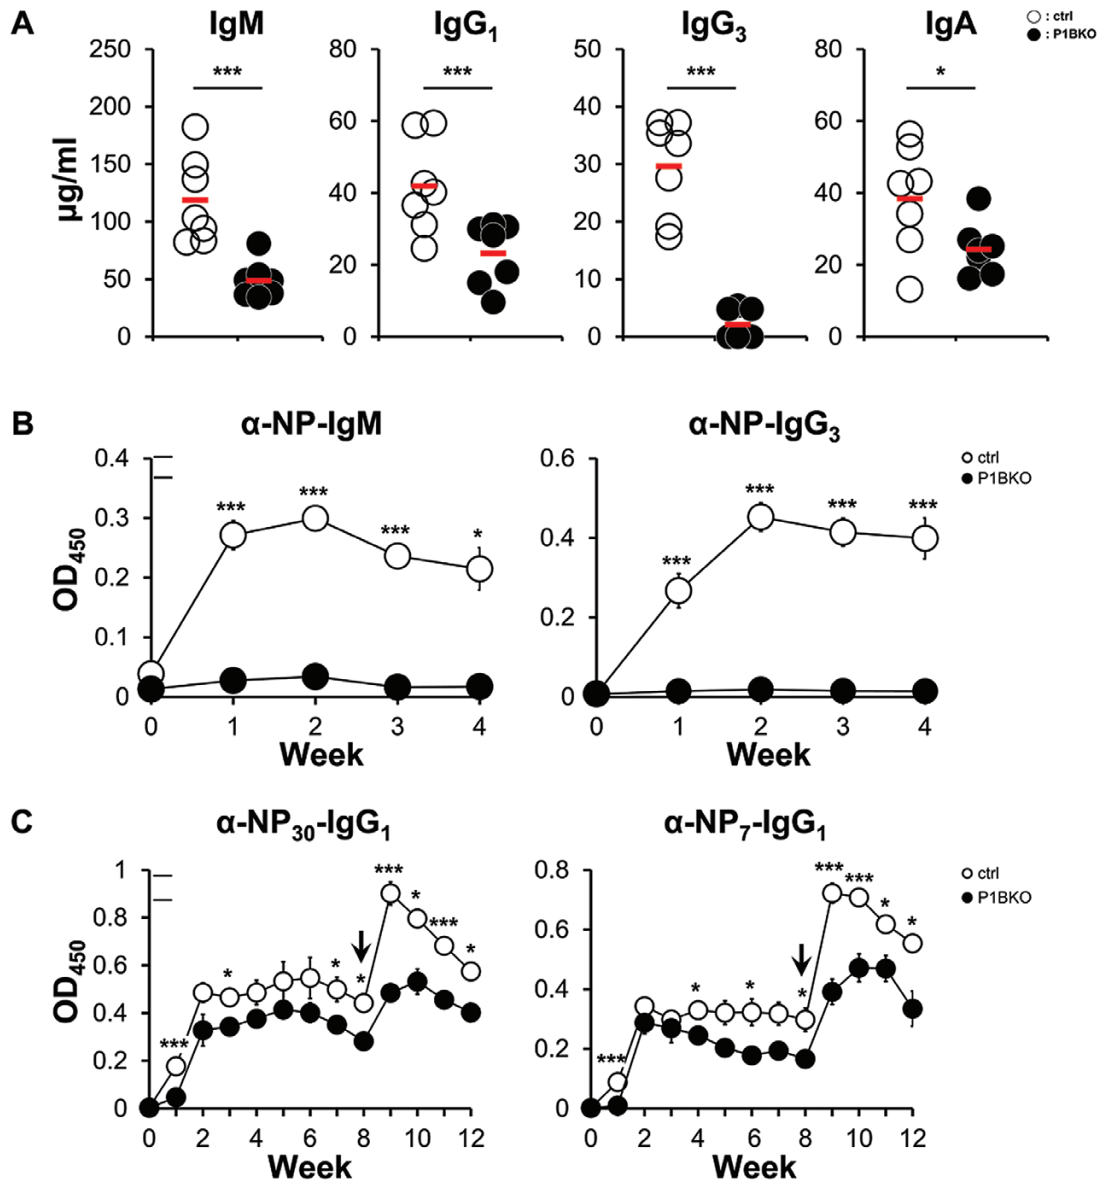 A
IgM
IgG1
IgG3
IgA
: ctrl
: P1BKO
µg/ml
250
200
150
100
50
0
***
80
60
40
20
0
***
50
40
30
20
10
0
***
80
60
40
20
0
*
B
α-NP-IgM
α-NP-IgG3
ctrl
P1BKO
OD450
0.4
0.3
0.2
0.1
0
***
***
***
*
0 1 2 3 4
Week
0.6
0.4
0.2
0
***
***
***
***
0 1 2 3 4
Week
C
α-NP30-IgG1
α-NP7-IgG1
ctrl
P1BKO
OD450
1
0.8
0.6
0.4
0.2
0
***
*
*
*
***
*
***
*
0 2 4 6 8 10 12
Week
0.8
0.6
0.4
0.2
0
***
*
*
*
***
***
*
*
0 2 4 6 8 10 12
Week